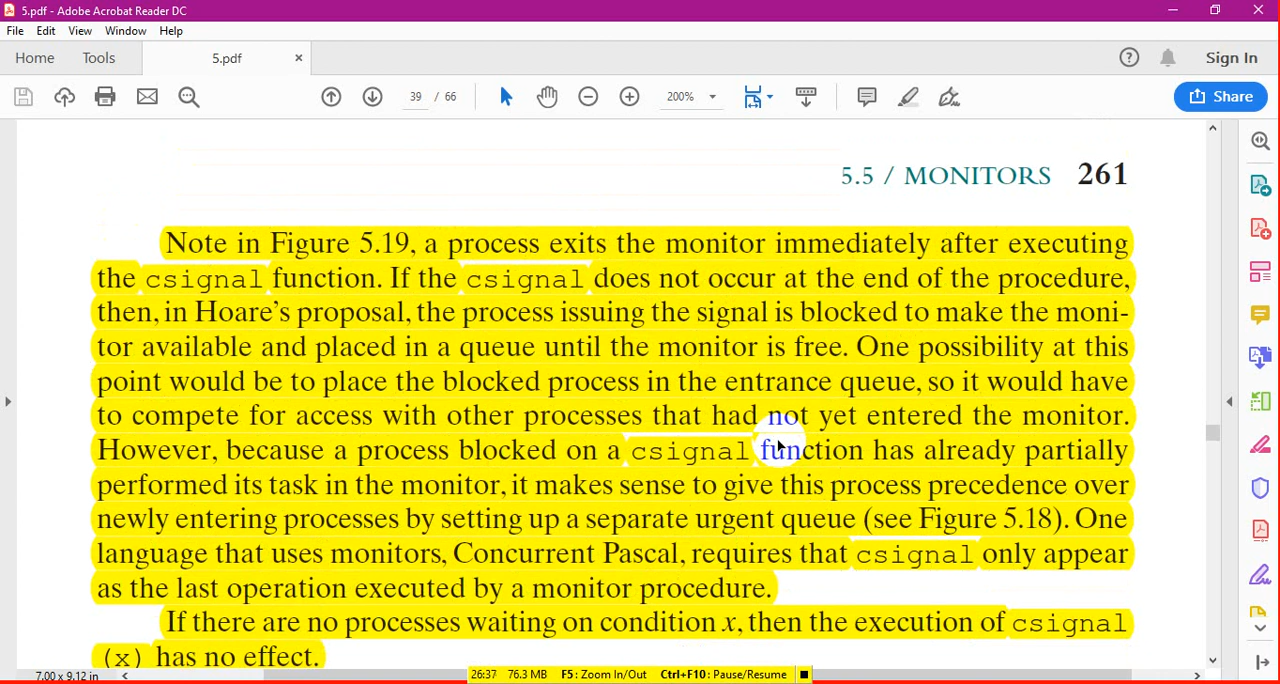 5.pdf - Adobe Acrobat Reader DC
File Edit View Window Help
Home Tools 5.pdf × Sign In
39 / 66 200% Share
5.5 / MONITORS 261
Note in Figure 5.19, a process exits the monitor immediately after executing
the csignal function. If the csignal does not occur at the end of the procedure,
then, in Hoare’s proposal, the process issuing the signal is blocked to make the moni-
tor available and placed in a queue until the monitor is free. One possibility at this
point would be to place the blocked process in the entrance queue, so it would have
to compete for access with other processes that had not yet entered the monitor.
However, because a process blocked on a csignal function has already partially
performed its task in the monitor, it makes sense to give this process precedence over
newly entering processes by setting up a separate urgent queue (see Figure 5.18). One
language that uses monitors, Concurrent Pascal, requires that csignal only appear
as the last operation executed by a monitor procedure.
If there are no processes waiting on condition x, then the execution of csignal
(x) has no effect.
7.00 x 9.12 in
26:37 76.3 MB F5: Zoom In/Out Ctrl+F10: Pause/Resume